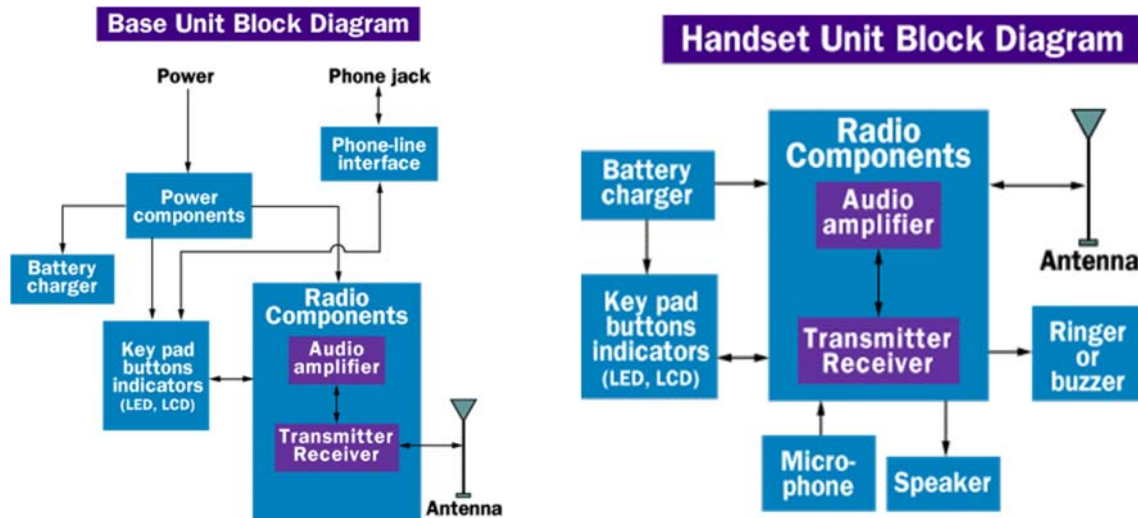 Base Unit Block Diagram
Power
Phone jack
Phone-line
interface
Power
components
Battery
charger
Radio
Components
Key pad
buttons
indicators
(LED, LCD)
Audio
amplifier
Transmitter
Receiver
Antenna
Handset Unit Block Diagram
Radio
Components
Battery
charger
Audio
amplifier
Antenna
Key pad
buttons
indicators
(LED, LCD)
Transmitter
Receiver
Ringer
or
buzzer
Micro-
phone
Speaker